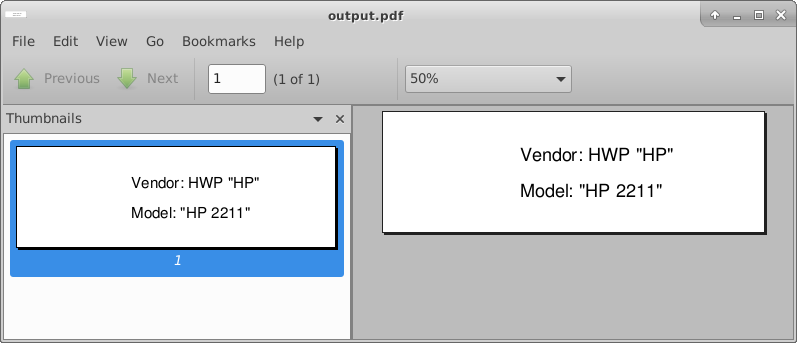 output.pdf
File Edit View Go Bookmarks Help
Previous Next 1 (1 of 1) 50%
Thumbnails
Vendor: HWP "HP"
Model: "HP 2211"
1
Vendor: HWP "HP"
Model: "HP 2211"